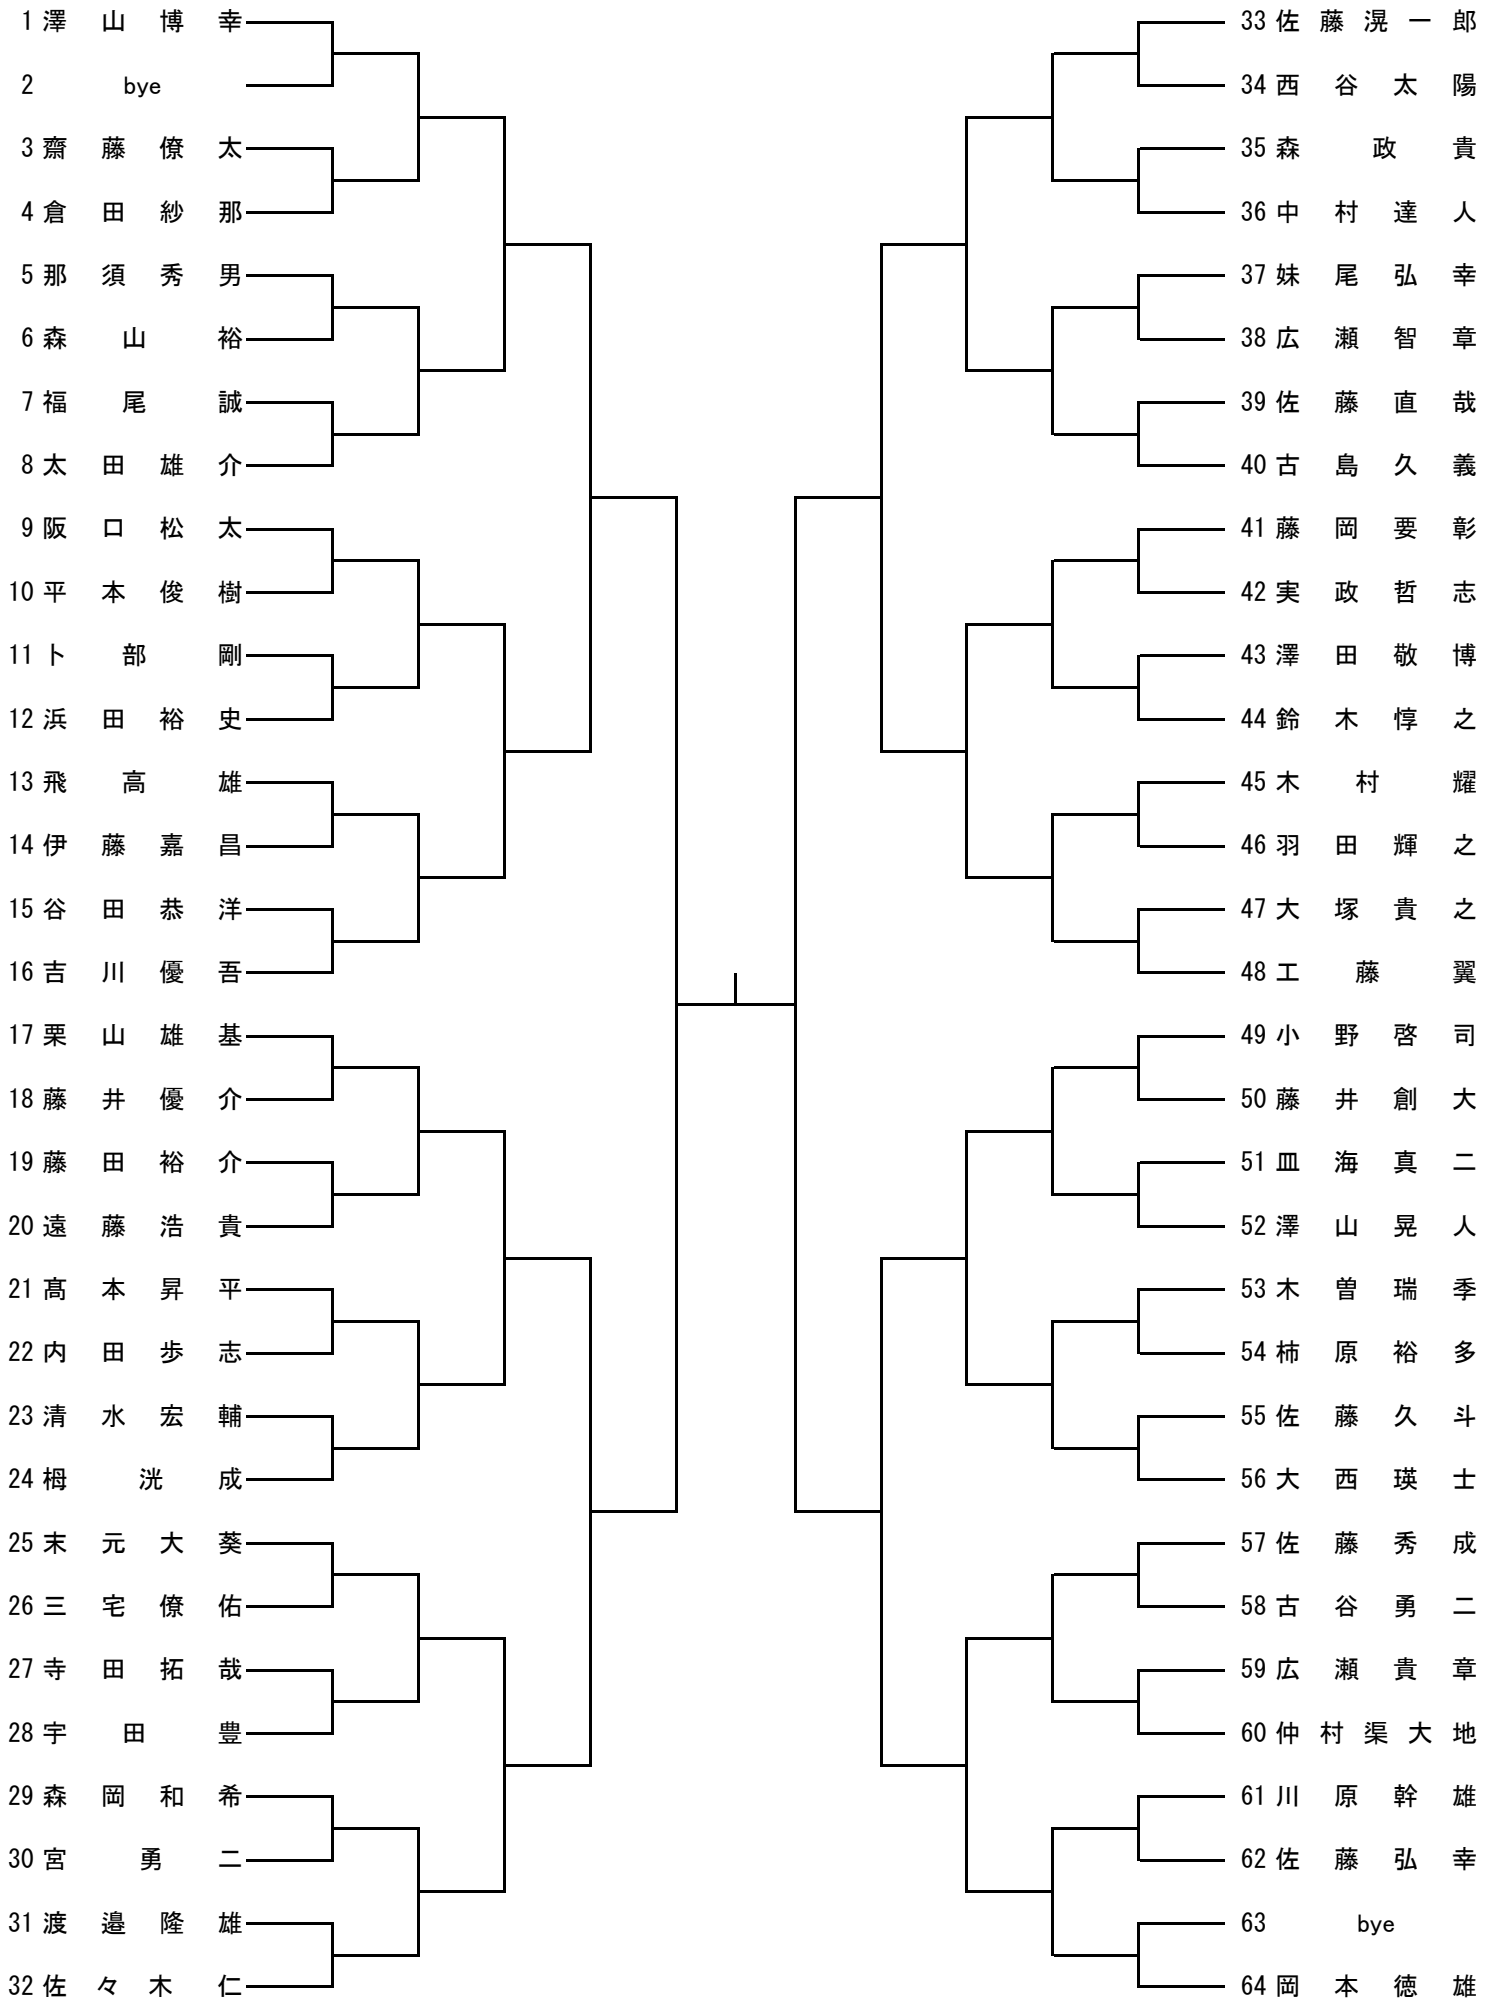 1 澤山博幸
2 bye
3 齋藤僚太
4 倉田紗那
5 那須秀男
6 森山裕
7 福尾誠
8 太田雄介
9 阪口松太
10 平本俊樹
11 卜部剛
12 浜田裕史
13 飛高雄
14 伊藤嘉昌
15 谷田恭洋
16 吉川優吾
17 栗山雄基
18 藤井優介
19 藤田裕介
20 遠藤浩貴
21 髙本昇平
22 内田歩志
23 清水宏輔
24 栂洸成
25 末元大葵
26 三宅僚佑
27 寺田拓哉
28 宇田豊
29 森岡和希
30 宮勇二
31 渡邉隆雄
32 佐々木仁
33 佐藤滉一郎
34 西谷太陽
35 森政貴
36 中村達人
37 妹尾弘幸
38 広瀬智章
39 佐藤直哉
40 古島久義
41 藤岡要彰
42 実政哲志
43 澤田敬博
44 鈴木惇之
45 木村耀
46 羽田輝之
47 大塚貴之
48 工藤翼
49 小野啓司
50 藤井創大
51 皿海真二
52 澤山晃人
53 木曽瑞季
54 柿原裕多
55 佐藤久斗
56 大西瑛士
57 佐藤秀成
58 古谷勇二
59 広瀬貴章
60 仲村渠大地
61 川原幹雄
62 佐藤弘幸
63 bye
64 岡本徳雄